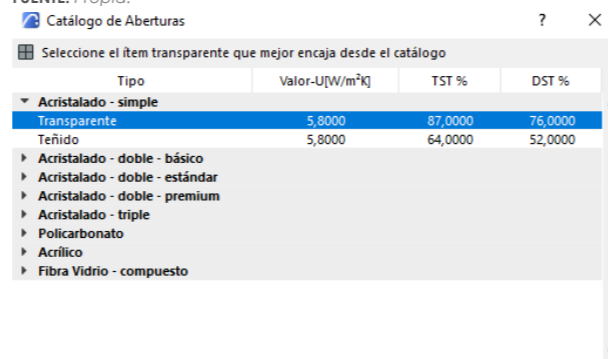 FUENTE: Propia.
Catálogo de Aberturas ? ×
Seleccione el ítem transparente que mejor encaja desde el catálogo
Tipo Valor-U[W/m²K] TST % DST %
Acristalado - simple
Transparente 5,8000 87,0000 76,0000
Teñido 5,8000 64,0000 52,0000
Acristalado - doble - básico
Acristalado - doble - estándar
Acristalado - doble - premium
Acristalado - triple
Policarbonato
Acrílico
Fibra Vidrio - compuesto